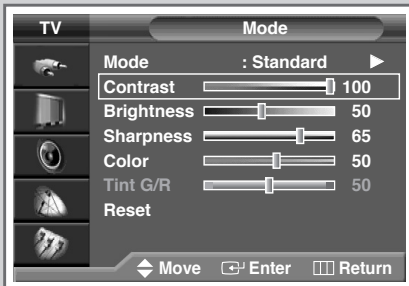 TV Mode
Mode : Standard
Contrast 100
Brightness 50
Sharpness 65
Color 50
Tint G/R 50
Reset
Move Enter Return